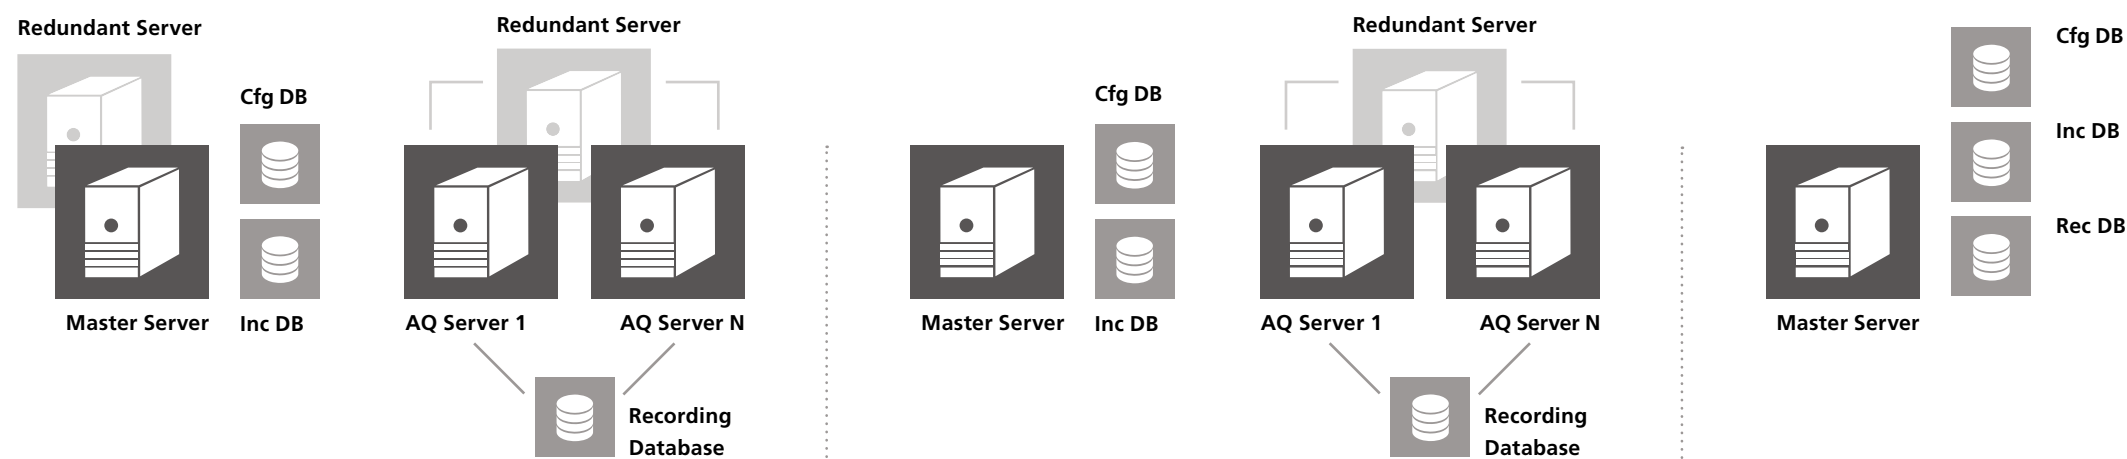 Redundant Server
Cfg DB
Master Server
Inc DB
Redundant Server
AQ Server 1
AQ Server N
Recording
Database
Cfg DB
Master Server
Inc DB
Redundant Server
AQ Server 1
AQ Server N
Recording
Database
Cfg DB
Inc DB
Rec DB
Master Server